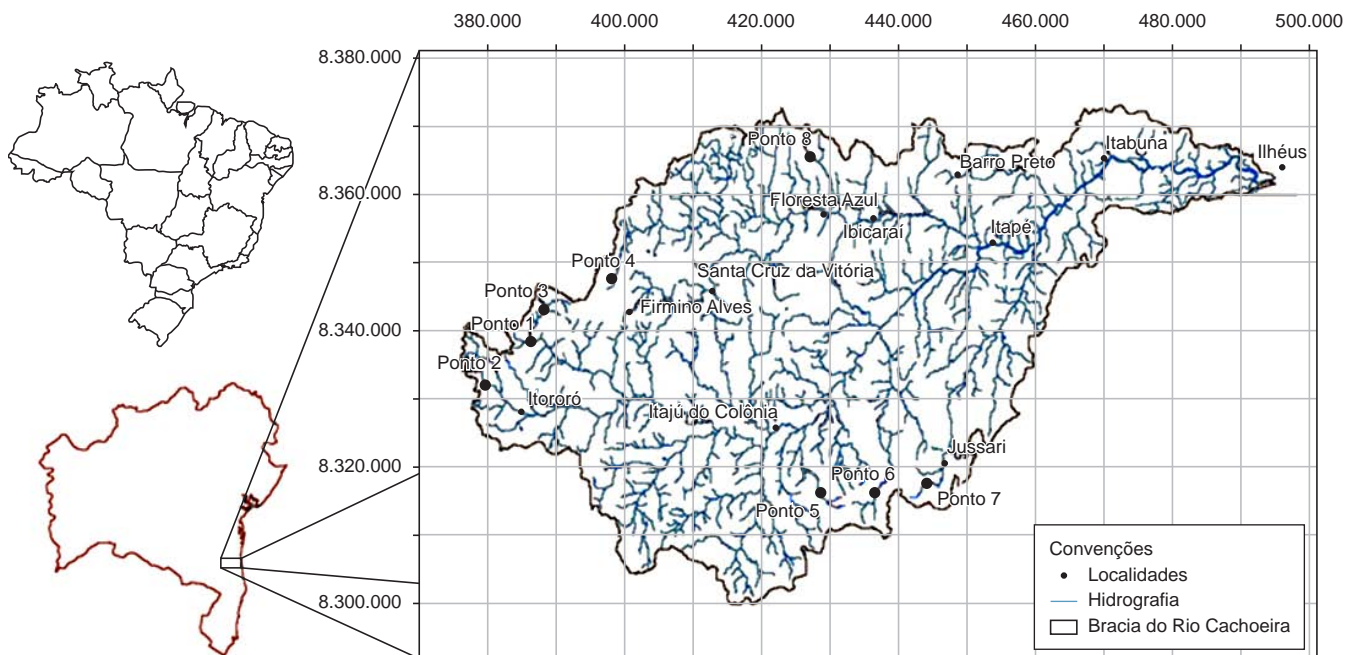 380.000 400.000 420.000 440.000 460.000 480.000 500.000
8.380.000
Ponto 8
Itabuna
Ilhéus
Barro Preto
8.360.000
Floresta Azul
Ibicaraí
Itapé
Ponto 4
Santa Cruz da Vitória
Ponto 3
Firmino Alves
Ponto 1
8.340.000
Ponto 2
Itororó
Itajú do Colônia
Jussari
8.320.000
Ponto 6
Ponto 7
Ponto 5
8.300.000
Convenções
Localidades
Hidrografia
Bracia do Rio Cachoeira